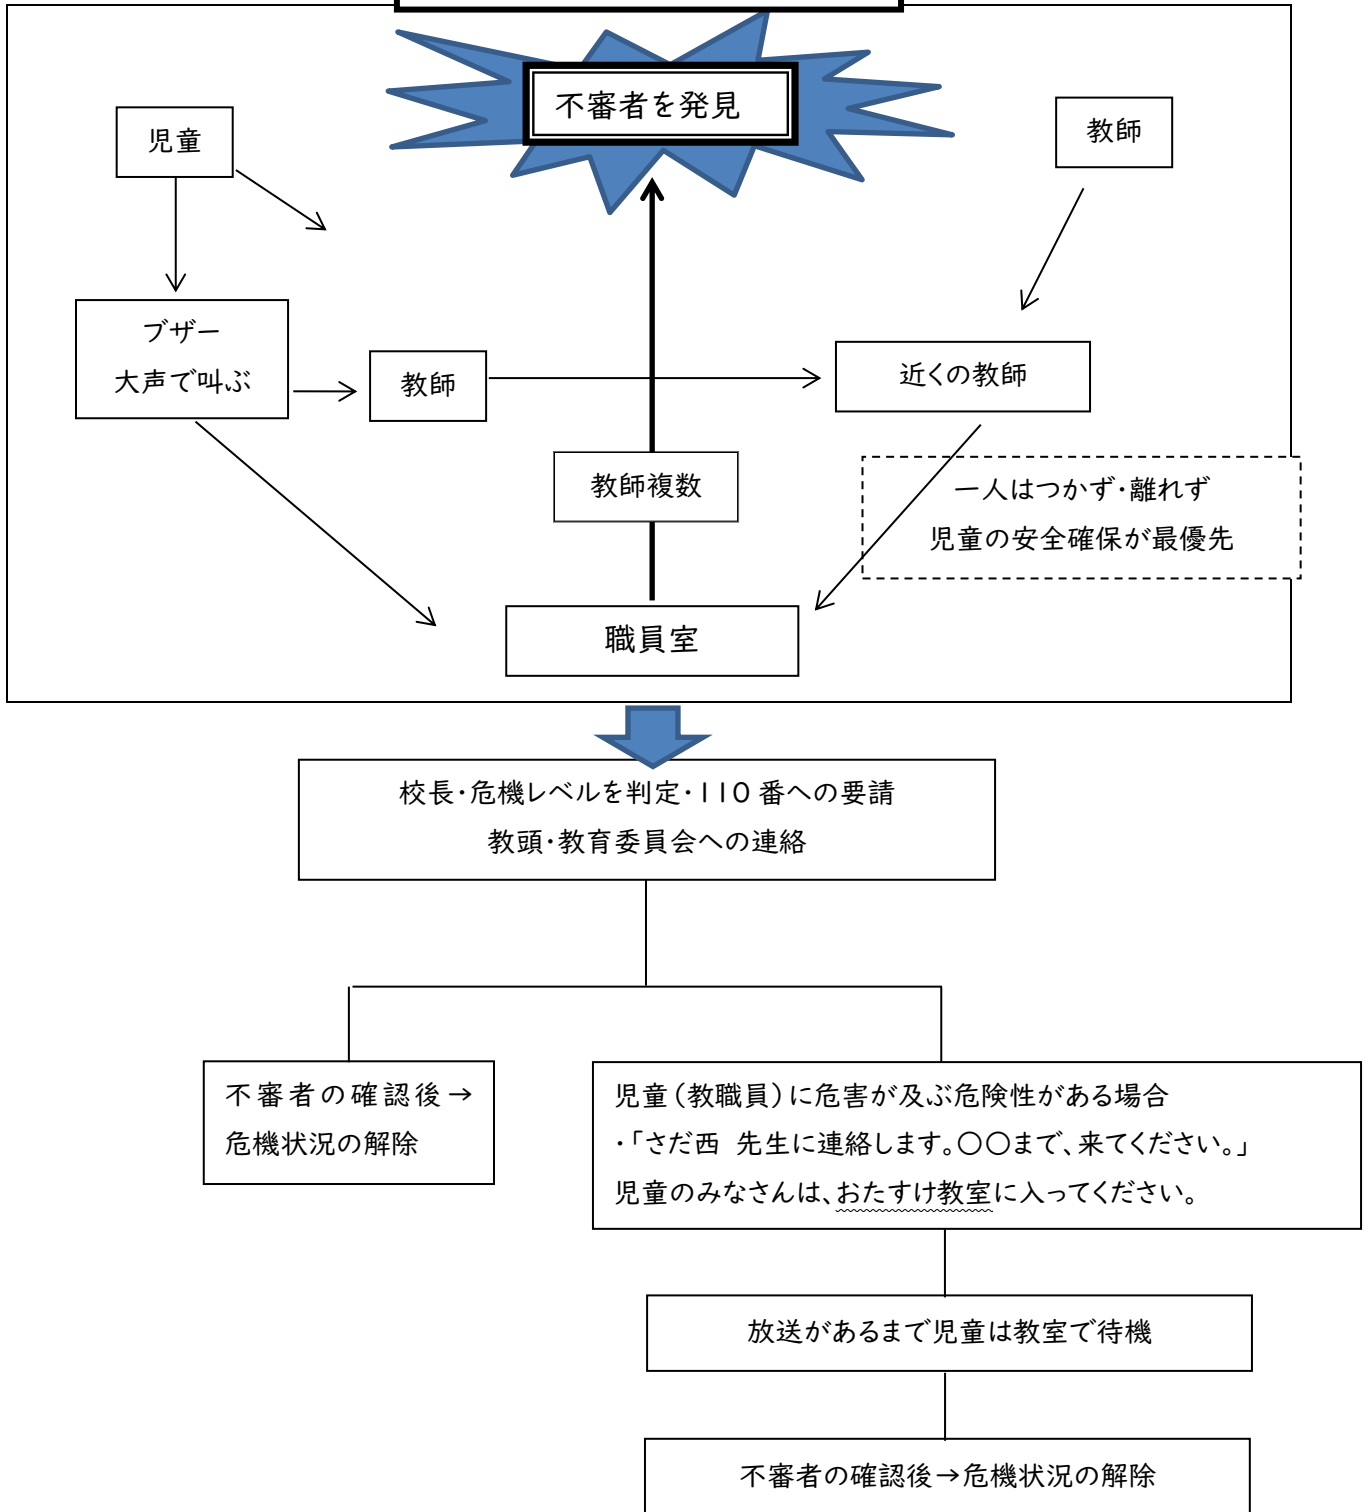 不審者を発見
児童
教師
ブザー
大声で叫ぶ
教師
近くの教師
教師複数
一人はつかず・離れず
児童の安全確保が最優先
職員室
校長・危機レベルを判定・110番への要請
教頭・教育委員会への連絡
不審者の確認後→
危機状況の解除
児童(教職員)に危害が及ぶ危険性がある場合
・「さだ西 先生に連絡します。〇〇まで、来てください。」
児童のみなさんは、おたすけ教室に入ってください。
放送があるまで児童は教室で待機
不審者の確認後→危機状況の解除